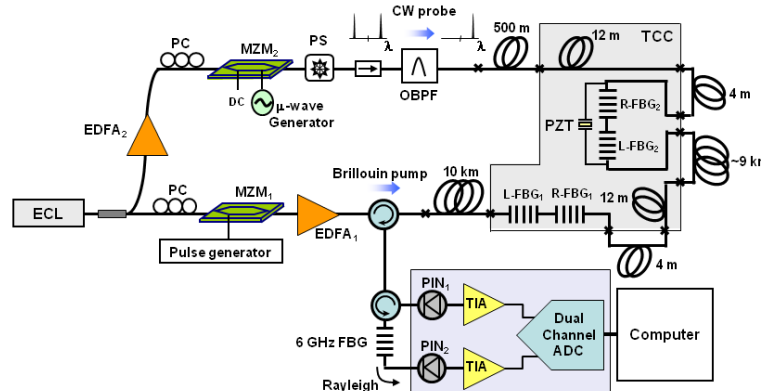 PC
MZM2
PS
λ
CW probe
λ
500 m
12 m
TCC
DC
μ-wave
Generator
OBPF
4 m
EDFA2
PZT
R-FBG2
L-FBG2
Brillouin pump
10 km
~9 km
PC
MZM1
L-FBG1
R-FBG1
12 m
ECL
EDFA1
Pulse generator
4 m
PIN1
TIA
6 GHz FBG
Dual
Channel
ADC
Computer
PIN2
TIA
Rayleigh